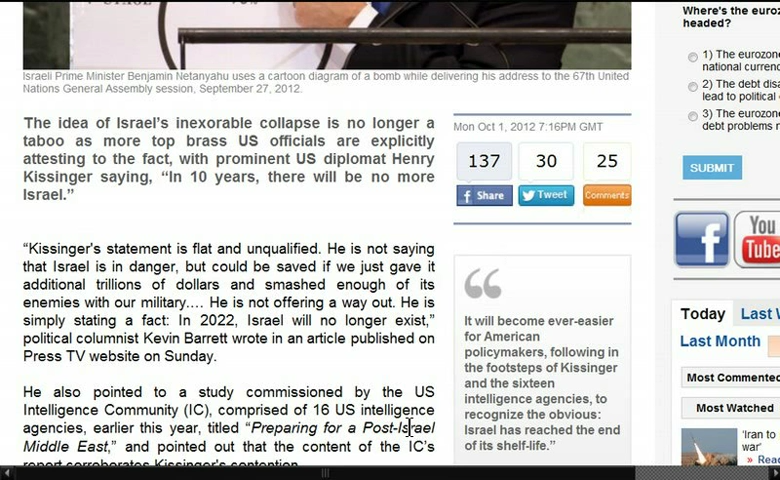 STAGE
Israeli Prime Minister Benjamin Netanyahu uses a cartoon diagram of a bomb while delivering his address to the 67th United
Nations General Assembly session, September 27, 2012.
The idea of Israel's inexorable collapse is no longer a
taboo as more top brass US officials are explicitly
attesting to the fact, with prominent US diplomat Henry
Kissinger saying, “In 10 years, there will be no more
Israel.”
“Kissinger's statement is flat and unqualified. He is not saying
that Israel is in danger, but could be saved if we just gave it
additional trillions of dollars and smashed enough of its
enemies with our military.... He is not offering a way out. He is
simply stating a fact: In 2022, Israel will no longer exist,”
political columnist Kevin Barrett wrote in an article published on
Press TV website on Sunday.
He also pointed to a study commissioned by the US
Intelligence Community (IC), comprised of 16 US intelligence
agencies, earlier this year, titled “Preparing for a Post-Israel
Middle East,” and pointed out that the content of the IC's
report corroborates Kissinger's contention.
Mon Oct 1, 2012 7:16PM GMT
137 30 25
Share Tweet Comments
“
It will become ever-easier
for American
policymakers, following in
the footsteps of Kissinger
and the sixteen
intelligence agencies, to
recognize the obvious:
Israel has reached the end
of its shelf-life.”
Where's the euroz
headed?
1) The eurozone
national currenc
2) The debt disa
lead to political
3) The eurozone
debt problems
SUBMIT
f You
Tube
Today Last W
Last Month
Most Commented
Most Watched
'Iran to
war'
» Read